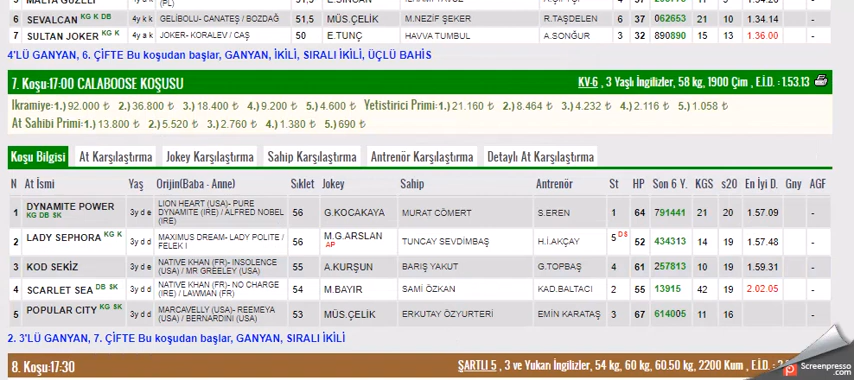 (PL)
6 SEVALCAN KG K DB 4y k k GELİBOLU- CANATEŞ / BOZDAĞ 51,5 MÜS.ÇELİK M.NEZİF ŞEKER R.TAŞDELEN 6 37 062653 21 10 1.34.14
7 SULTAN JOKER KG K 4y a k JOKER- KORALEV / CAŞ 50 E.TUNÇ HAVVA TUMBUL A.SONĞUR 3 32 890890 15 13 1.36.00
4'LÜ GANYAN, 6. ÇİFTE Bu koşudan başlar, GANYAN, İKİLİ, SIRALI İKİLİ, ÜÇLÜ BAHİS
7. Koşu:17:00 CALABOOSE KOŞUSU KV-6 , 3 Yaşlı İngilizler, 58 kg, 1900 Çim , E.İ.D. : 1.53.13
Ikramiye: 1.) 92.000 ₺ 2.) 36.800 ₺ 3.) 18.400 ₺ 4.) 9.200 ₺ 5.) 4.600 ₺ Yetistirici Primi: 1.) 21.160 ₺ 2.) 8.464 ₺ 3.) 4.232 ₺ 4.) 2.116 ₺ 5.) 1.058 ₺
At Sahibi Primi: 1.) 13.800 ₺ 2.) 5.520 ₺ 3.) 2.760 ₺ 4.) 1.380 ₺ 5.) 690 ₺
Koşu Bilgisi At Karşılaştırma Jokey Karşılaştırma Sahip Karşılaştırma Antrenör Karşılaştırma Detaylı At Karşılaştırma
N At İsmi Yaş Orijin(Baba - Anne) Sıklet Jokey Sahip Antrenör St HP Son 6 Y. KGS s20 En İyi D. Gny AGF
1 DYNAMITE POWER KG DB SK 3y d e LION HEART (USA)- PURE DYNAMITE (IRE) / ALFRED NOBEL (IRE) 56 G.KOCAKAYA MURAT CÖMERT S.EREN 1 64 791441 21 20 1.57.09 -
2 LADY SEPHORA KG K 3y d d MAXIMUS DREAM- LADY POLITE / FELEK I 56 M.G.ARSLAN AP TUNCAY SEVDİMBAŞ H.İ.AKÇAY 5 DS 52 434313 14 19 1.57.48 -
3 KOD SEKİZ 3y d e NATIVE KHAN (FR)- INSOLENCE (USA) / MR GREELEY (USA) 55 A.KURŞUN BARIŞ YAKUT G.TOPBAŞ 4 61 257813 10 19 1.59.31 -
4 SCARLET SEA DB SK 3y d d NATIVE KHAN (FR)- NO CHARGE (IRE) / LAWMAN (FR) 54 M.BAYIR SAMİ ÖZKAN KAD.BALTACI 2 55 13915 42 19 2.02.05 -
5 POPULAR CITY KG SK 3y d d MARCAVELLY (USA)- REEMEYA (USA) / BERNARDINI (USA) 53 MÜS.ÇELİK ERKUTAY ÖZYURTERİ EMİN KARATAŞ 3 67 614005 11 16 -
2. 3'LÜ GANYAN, 7. ÇİFTE Bu koşudan başlar, GANYAN, SIRALI İKİLİ
8. Koşu:17:30 ŞARTLI 5 , 3 ve Yukarı İngilizler, 54 kg, 60 kg, 60.50 kg, 2200 Kum , E.İ.D. :
Screenpresso.com